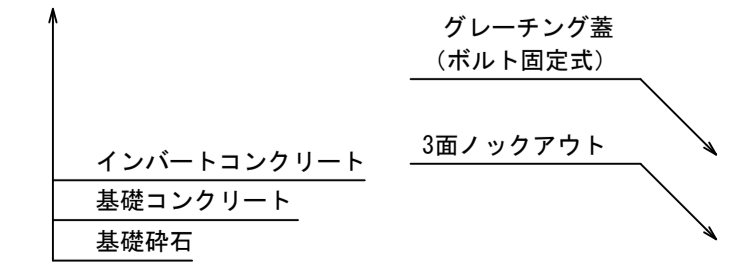 グレーチング蓋
（ボルト固定式）
3面ノックアウト
インバートコンクリート
基礎コンクリート
基礎砕石